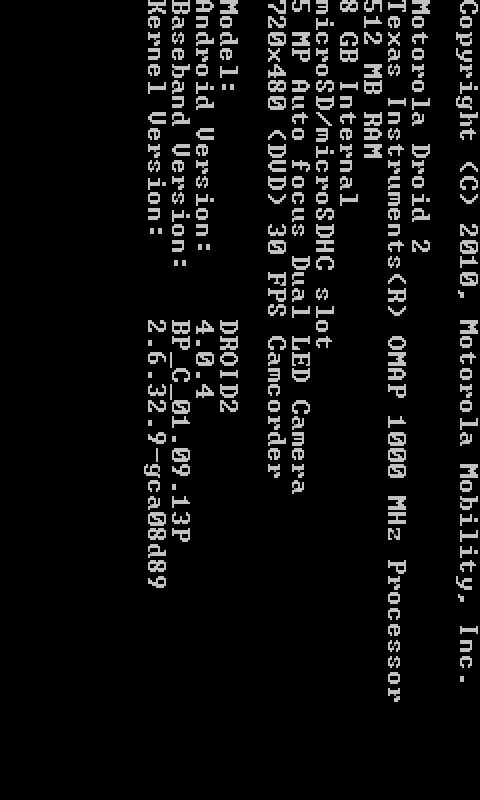 Copyright (C) 2010, Motorola Mobility, Inc.
Motorola Droid 2
Texas Instruments(R) OMAP 1000 MHz Processor
512 MB RAM
8 GB Internal
microSD/microSDHC slot
5 MP Auto focus Dual LED Camera
720x480 (DVD) 30 FPS Camcorder
Model: DROID2
Android Version: 4.0.4
Baseband Version: BP_C_01.09.13P
Kernel Version: 2.6.32.9-gca08d89